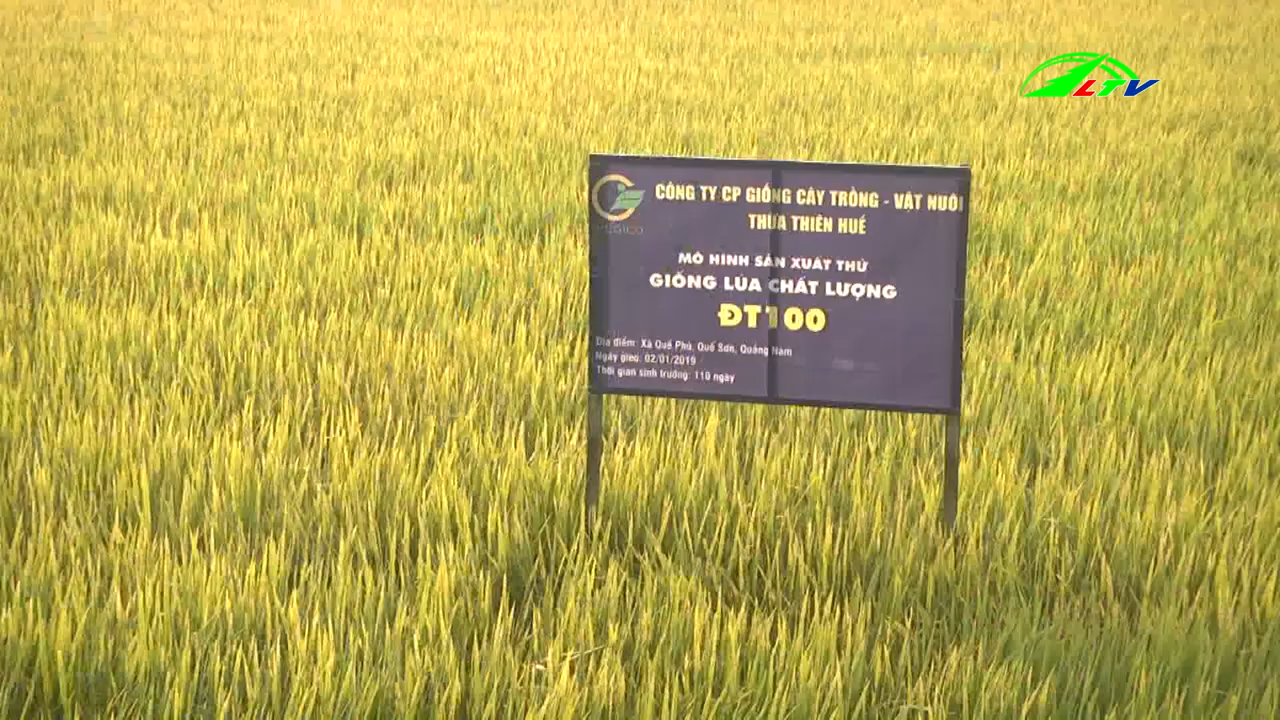 LTV
CÔNG TY CP GIỐNG CÂY TRỒNG - VẬT NUÔI
THỪA THIÊN HUẾ
MÔ HÌNH SẢN XUẤT THỬ
GIỐNG LÚA CHẤT LƯỢNG
ĐT100
Địa điểm: Xã Quế Phú, Quế Sơn, Quảng Nam
Ngày gieo: 02/01/2019
Thời gian sinh trưởng: 110 ngày